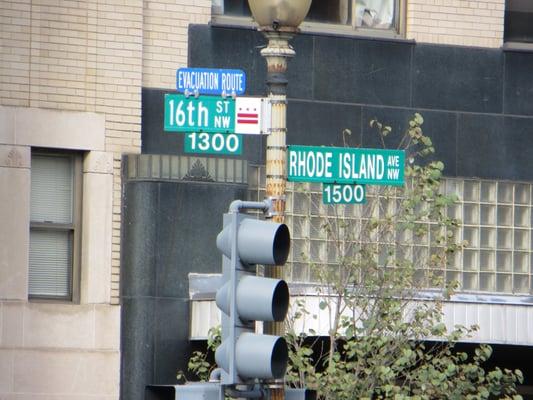 EVACUATION ROUTE
16th ST NW
1300
RHODE ISLAND AVE NW
1500